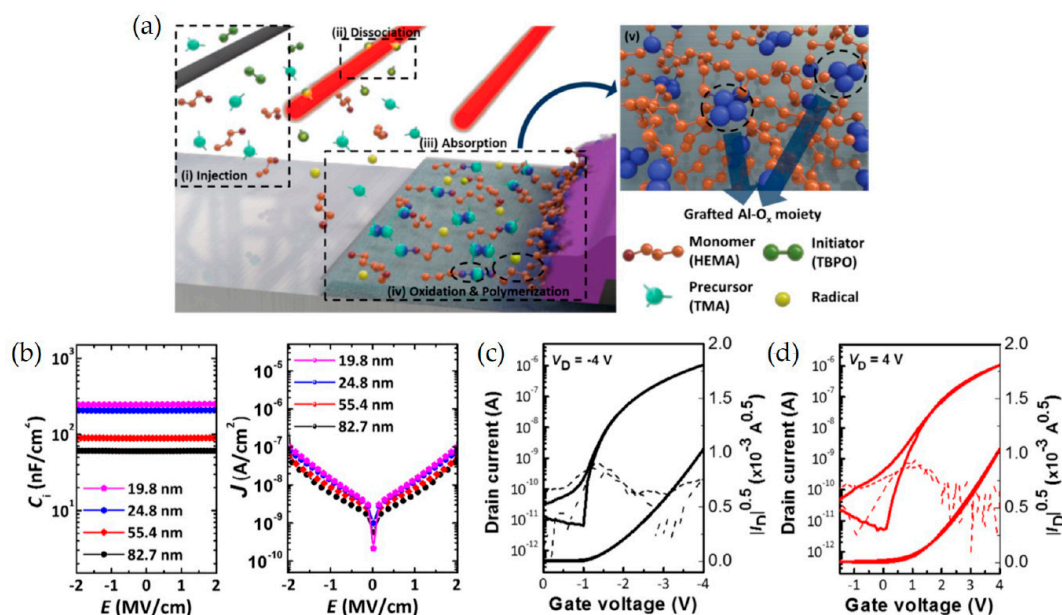 (a)
(ii) Dissociation
(v)
(iii) Absorption
(i) Injection
(iv) Oxidation & Polymerization
Grafted Al-Oₓ moiety
Monomer
(HEMA)
Initiator
(TBPO)
Precursor
(TMA)
Radical
(b)
10³
10²
10¹
Cᵢ (nF/cm²)
19.8 nm
24.8 nm
55.4 nm
82.7 nm
-2 -1 0 1 2
E (MV/cm)
10⁻⁵
10⁻⁶
10⁻⁷
10⁻⁸
10⁻⁹
10⁻¹⁰
J (A/cm²)
19.8 nm
24.8 nm
55.4 nm
82.7 nm
-2 -1 0 1 2
E (MV/cm)
(c)
V_D = -4 V
10⁻⁶
10⁻⁷
10⁻⁸
10⁻⁹
10⁻¹⁰
10⁻¹¹
10⁻¹²
Drain current (A)
0 -1 -2 -3 -4
Gate voltage (V)
2.0
1.5
1.0
0.5
0.0
|I_D|⁰·⁵ (x10⁻³ A⁰·⁵)
(d)
V_D = 4 V
10⁻⁶
10⁻⁷
10⁻⁸
10⁻⁹
10⁻¹⁰
10⁻¹¹
10⁻¹²
Drain current (A)
-1 0 1 2 3 4
Gate voltage (V)
2.0
1.5
1.0
0.5
0.0
|I_D|⁰·⁵ (x10⁻³ A⁰·⁵)